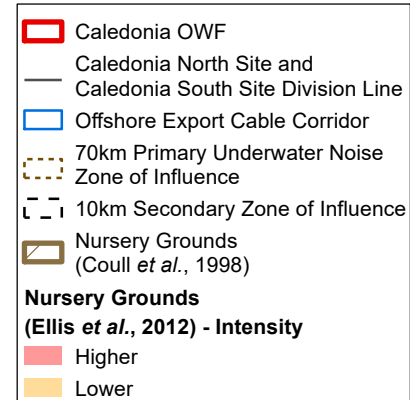 Caledonia OWF
Caledonia North Site and
Caledonia South Site Division Line
Offshore Export Cable Corridor
70km Primary Underwater Noise
Zone of Influence
10km Secondary Zone of Influence
Nursery Grounds
(Coull et al., 1998)
Nursery Grounds
(Ellis et al., 2012) - Intensity
Higher
Lower